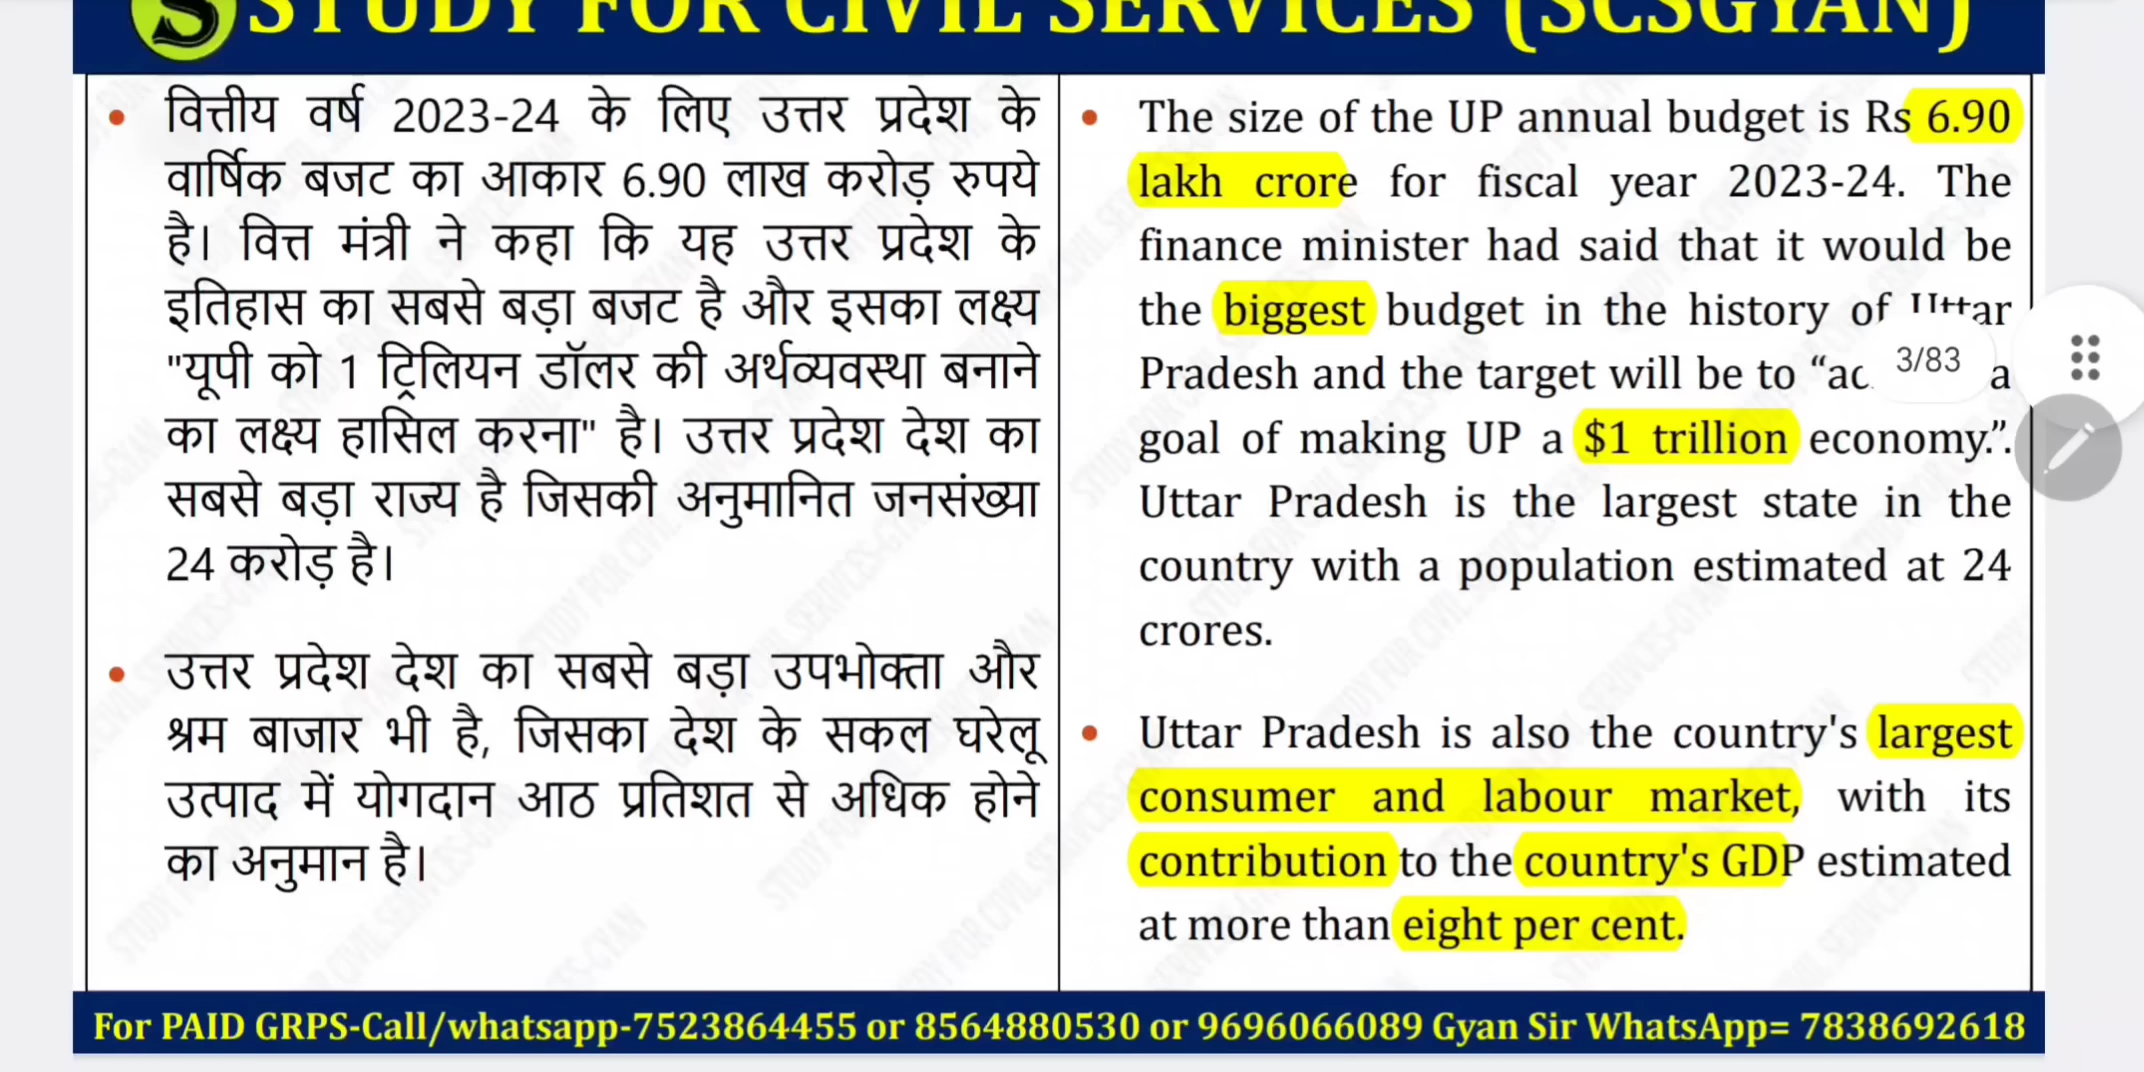 STUDY FOR CIVIL SERVICES (SCSGYAN)
• वित्तीय वर्ष 2023-24 के लिए उत्तर प्रदेश के
वार्षिक बजट का आकार 6.90 लाख करोड़ रुपये
है। वित्त मंत्री ने कहा कि यह उत्तर प्रदेश के
इतिहास का सबसे बड़ा बजट है और इसका लक्ष्य
"यूपी को 1 ट्रिलियन डॉलर की अर्थव्यवस्था बनाने
का लक्ष्य हासिल करना" है। उत्तर प्रदेश देश का
सबसे बड़ा राज्य है जिसकी अनुमानित जनसंख्या
24 करोड़ है।
• उत्तर प्रदेश देश का सबसे बड़ा उपभोक्ता और
श्रम बाजार भी है, जिसका देश के सकल घरेलू
उत्पाद में योगदान आठ प्रतिशत से अधिक होने
का अनुमान है।
• The size of the UP annual budget is Rs 6.90
lakh crore for fiscal year 2023-24. The
finance minister had said that it would be
the biggest budget in the history of Uttar
Pradesh and the target will be to “ac a
goal of making UP a $1 trillion economy.”.
Uttar Pradesh is the largest state in the
country with a population estimated at 24
crores.
• Uttar Pradesh is also the country's largest
consumer and labour market, with its
contribution to the country's GDP estimated
at more than eight per cent.
3/83
For PAID GRPS-Call/whatsapp-7523864455 or 8564880530 or 9696066089 Gyan Sir WhatsApp= 7838692618